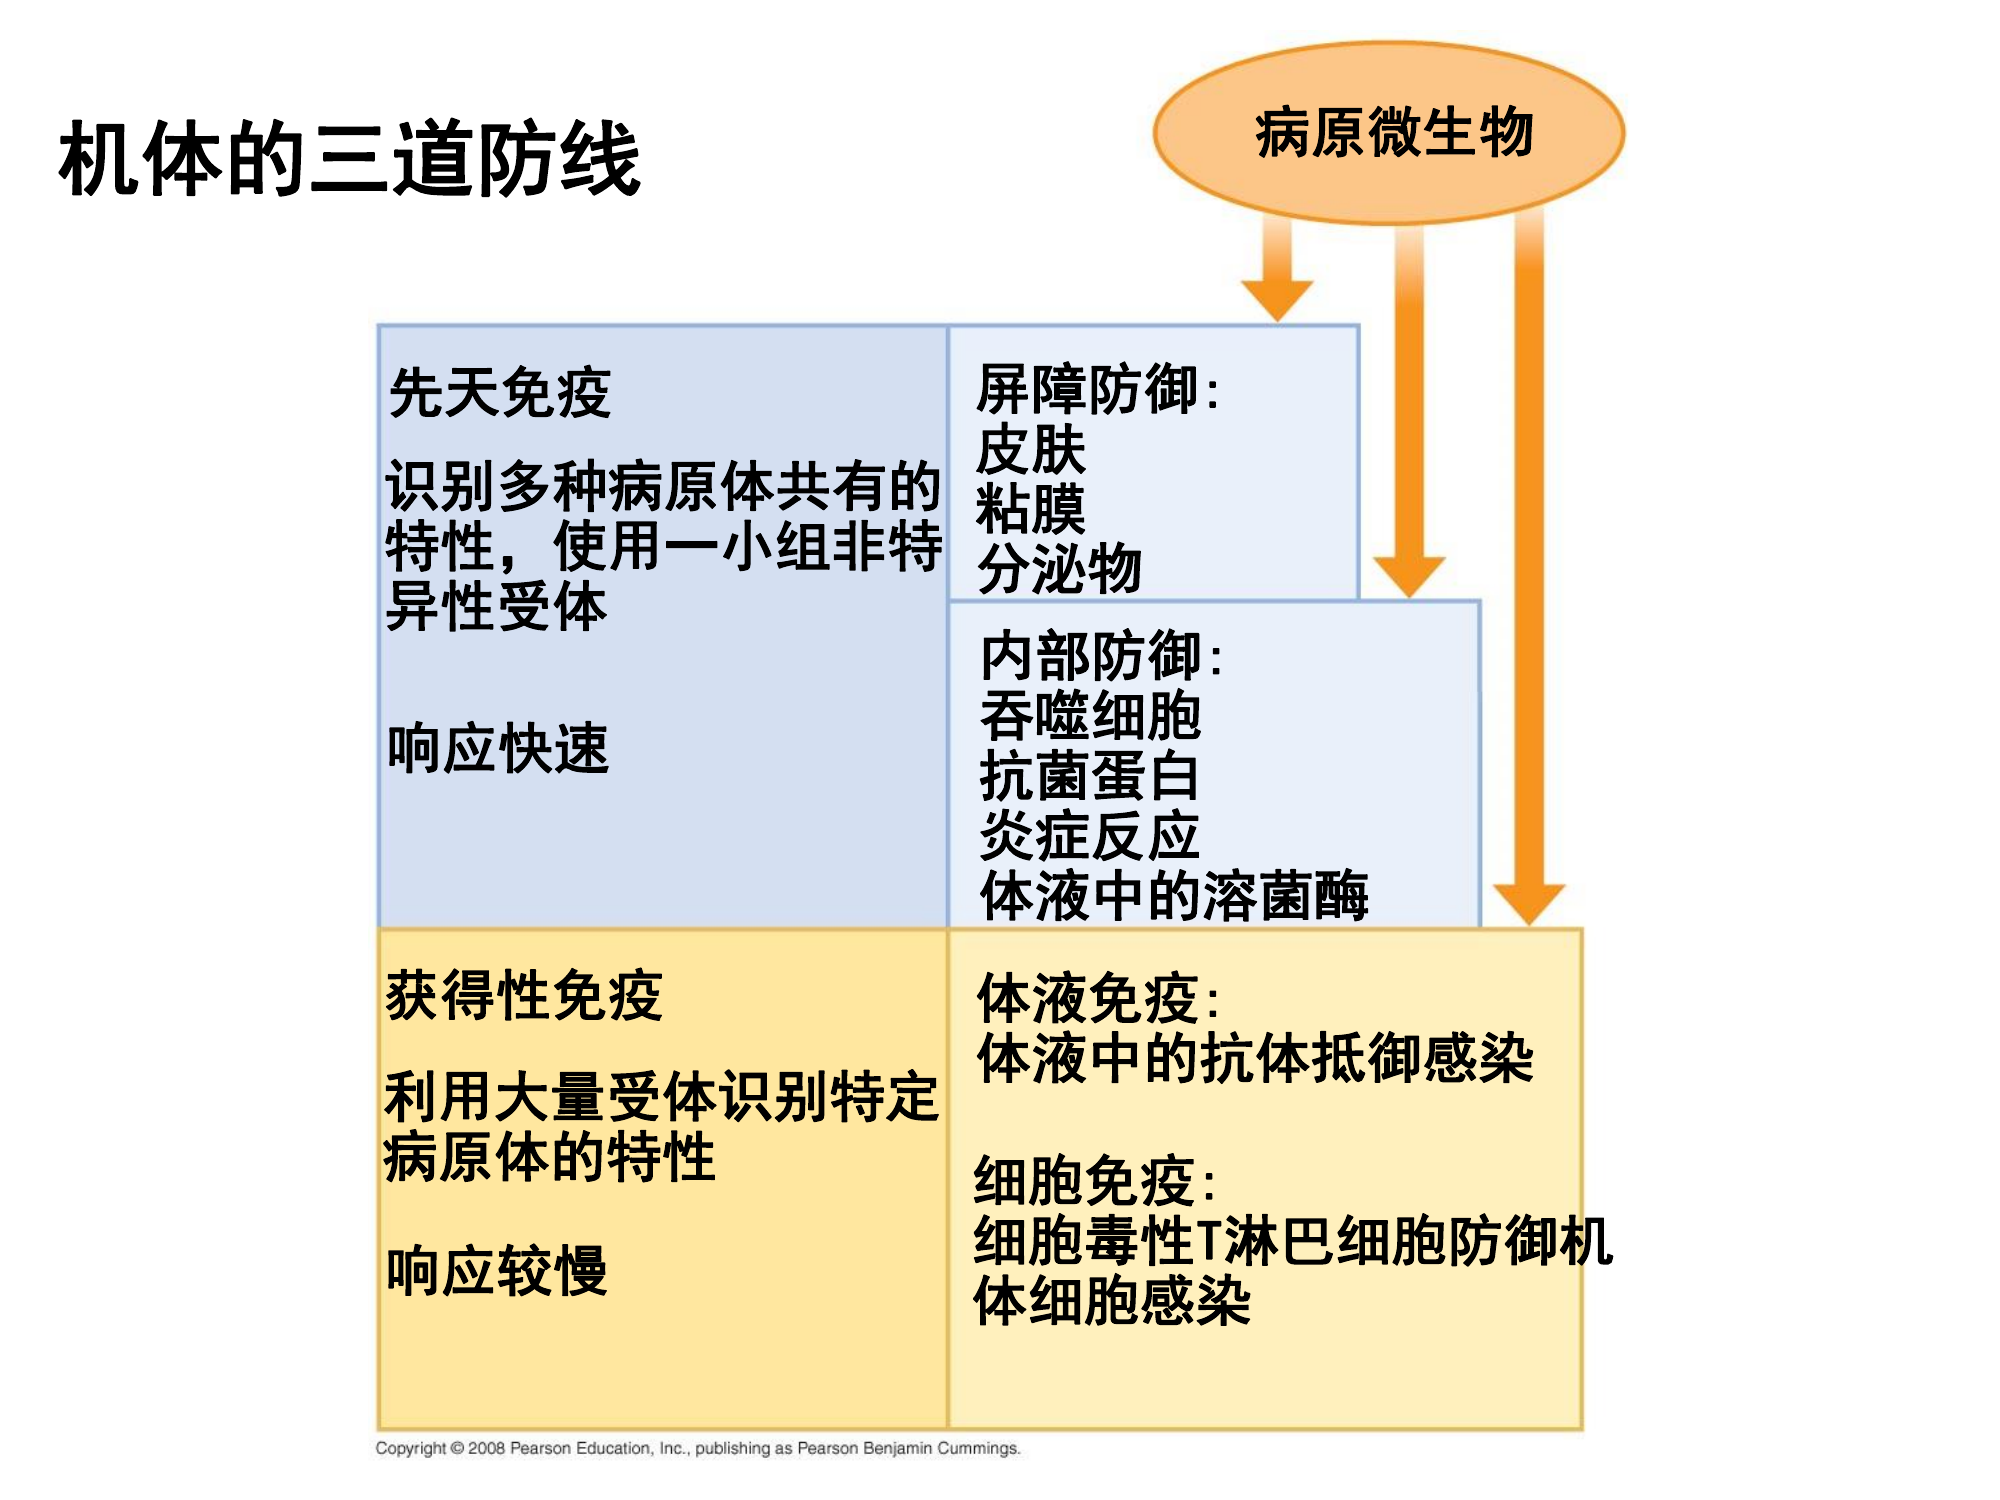 机体的三道防线
病原微生物
先天免疫
识别多种病原体共有的
特性，使用一小组非特
异性受体
响应快速
屏障防御：
皮肤
粘膜
分泌物
内部防御：
吞噬细胞
抗菌蛋白
炎症反应
体液中的溶菌酶
获得性免疫
利用大量受体识别特定
病原体的特性
响应较慢
体液免疫：
体液中的抗体抵御感染
细胞免疫：
细胞毒性T淋巴细胞防御机
体细胞感染
Copyright © 2008 Pearson Education, Inc., publishing as Pearson Benjamin Cummings.